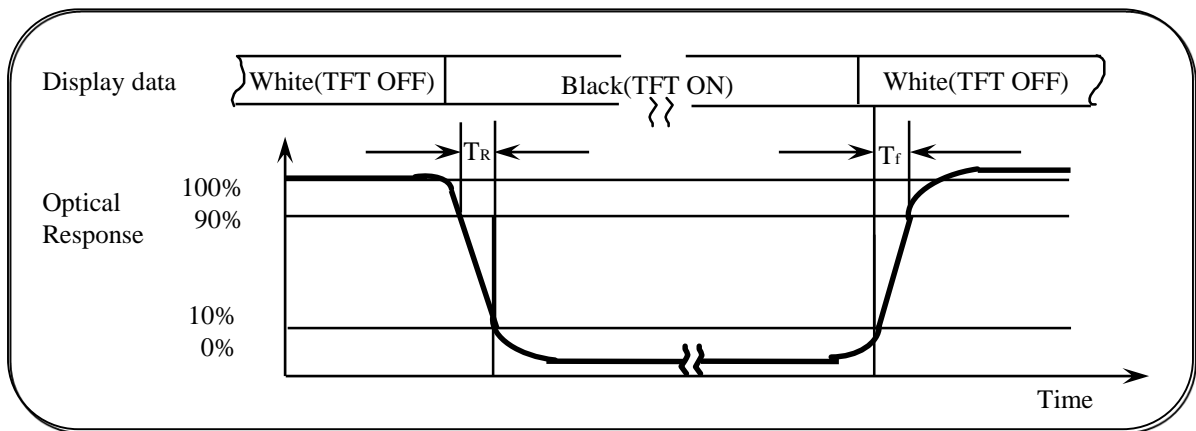 Display data
White(TFT OFF)
Black(TFT ON)
White(TFT OFF)
TR
Tf
Optical
Response
100%
90%
10%
0%
Time